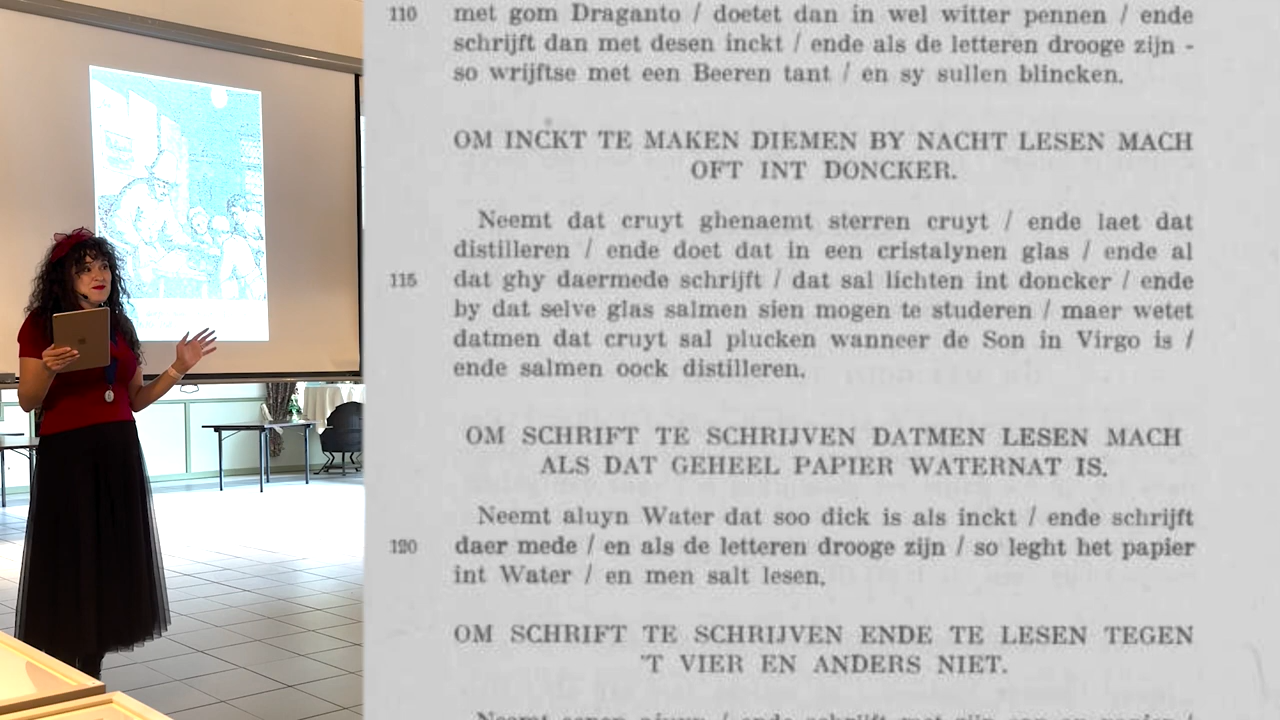 110 met gom Draganto / doetet dan in wel witter pennen / ende
schrijft dan met desen inckt / ende als de letteren drooge zijn -
so wrijftse met een Beeren tant / en sy sullen blincken.
OM INCKT TE MAKEN DIEMEN BY NACHT LESEN MACH
OFT INT DONCKER.
Neemt dat cruyt ghenaemt sterren cruyt / ende laet dat
distilleren / ende doet dat in een cristalynen glas / ende al
115 dat ghy daermede schrijft / dat sal lichten int doncker / ende
by dat selve glas salmen sien mogen te studeren / maer wetet
datmen dat cruyt sal plucken wanneer de Son in Virgo is /
ende salmen oock distilleren.
OM SCHRIFT TE SCHRIJVEN DATMEN LESEN MACH
ALS DAT GEHEEL PAPIER WATERNAT IS.
Neemt aluyn Water dat soo dick is als inckt / ende schrijft
120 daer mede / en als de letteren drooge zijn / so leght het papier
int Water / en men salt lesen.
OM SCHRIFT TE SCHRIJVEN ENDE TE LESEN TEGEN
'T VIER EN ANDERS NIET.